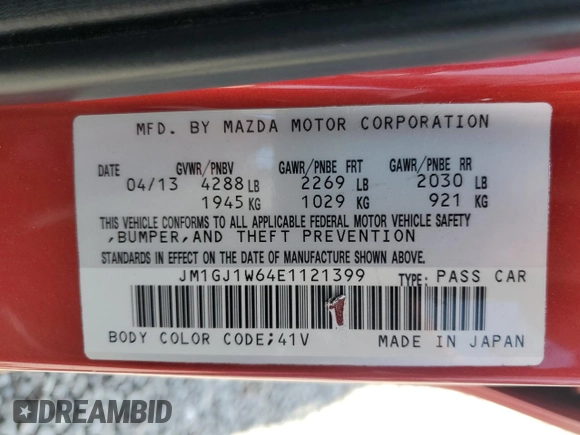 MFD. BY MAZDA MOTOR CORPORATION
DATE GVWR/PNBV GAWR/PNBE FRT GAWR/PNBE RR
04/13 4288 LB 2269 LB 2030 LB
1945 KG 1029 KG 921 KG
THIS VEHICLE CONFORMS TO ALL APPLICABLE FEDERAL MOTOR VEHICLE SAFETY
,BUMPER,AND THEFT PREVENTION
STANDARDS IN EFFECT ON THE DATE OF MANUFACTURE SHOWN ABOVE.
JM1GJ1W64E1121399 TYPE: PASS CAR
BODY COLOR CODE;41V MADE IN JAPAN
DREAMBID